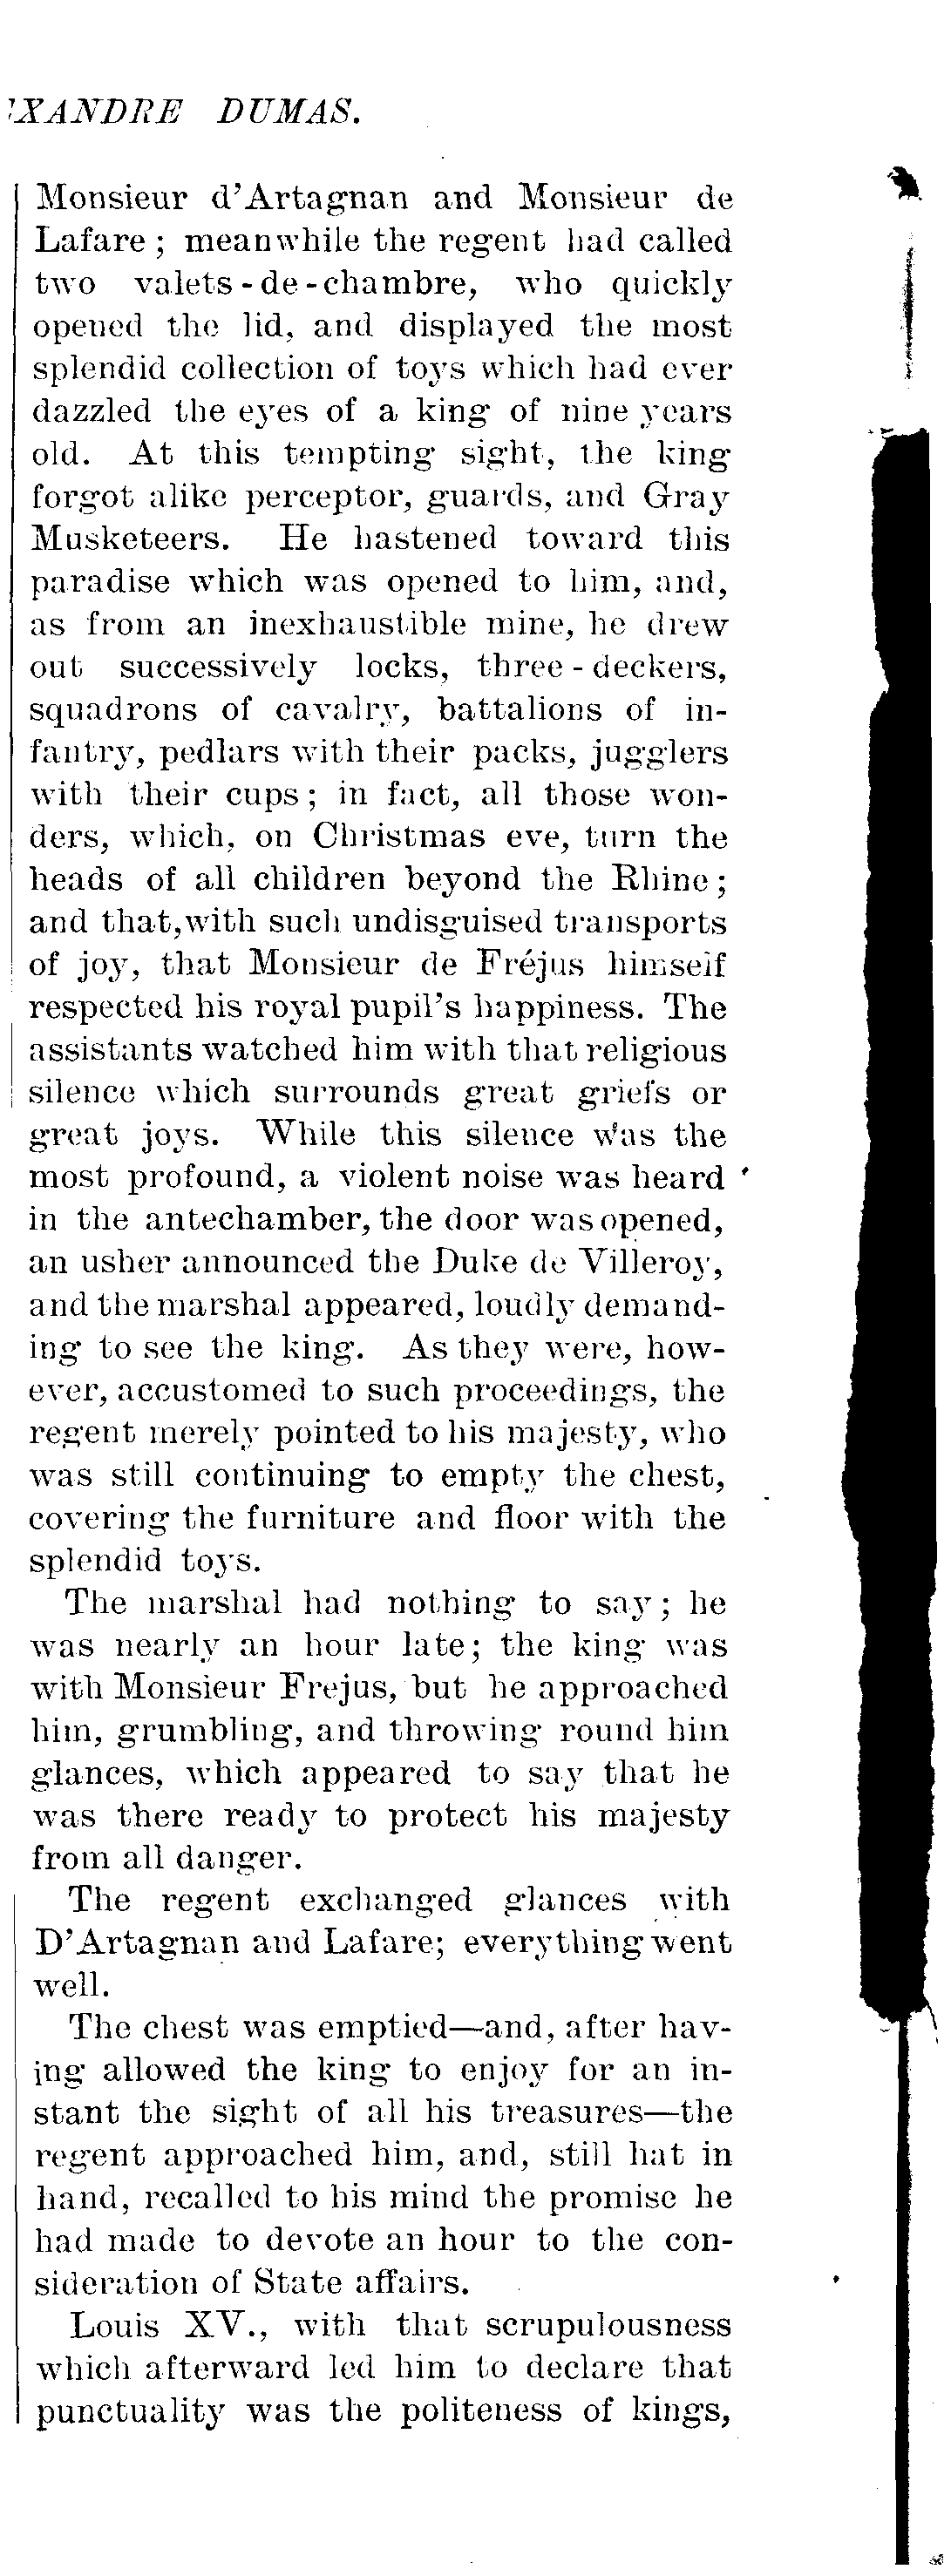 XANDRE DUMAS.
Monsieur d'Artagnan and Monsieur de
Lafare; meanwhile the regent had called
two valets-de-chambre, who quickly
opened the lid, and displayed the most
splendid collection of toys which had ever
dazzled the eyes of a king of nine years
old. At this tempting sight, the king
forgot alike perceptor, guards, and Gray
Musketeers. He hastened toward this
paradise which was opened to him, and,
as from an inexhaustible mine, he drew
out successively locks, three-deckers,
squadrons of cavalry, battalions of in-
fantry, pedlars with their packs, jugglers
with their cups; in fact, all those won-
ders, which, on Christmas eve, turn the
heads of all children beyond the Rhine;
and that, with such undisguised transports
of joy, that Monsieur de Fréjus himself
respected his royal pupil's happiness. The
assistants watched him with that religious
silence which surrounds great griefs or
great joys. While this silence was the
most profound, a violent noise was heard
in the antechamber, the door was opened,
an usher announced the Duke de Villeroy,
and the marshal appeared, loudly demand-
ing to see the king. As they were, how-
ever, accustomed to such proceedings, the
regent merely pointed to his majesty, who
was still continuing to empty the chest,
covering the furniture and floor with the
splendid toys.
The marshal had nothing to say; he
was nearly an hour late; the king was
with Monsieur Frejus, but he approached
him, grumbling, and throwing round him
glances, which appeared to say that he
was there ready to protect his majesty
from all danger.
The regent exchanged glances with
D'Artagnan and Lafare; everything went
well.
The chest was emptied—and, after hav-
ing allowed the king to enjoy for an in-
stant the sight of all his treasures—the
regent approached him, and, still hat in
hand, recalled to his mind the promise he
had made to devote an hour to the con-
sideration of State affairs.
Louis XV., with that scrupulousness
which afterward led him to declare that
punctuality was the politeness of kings,